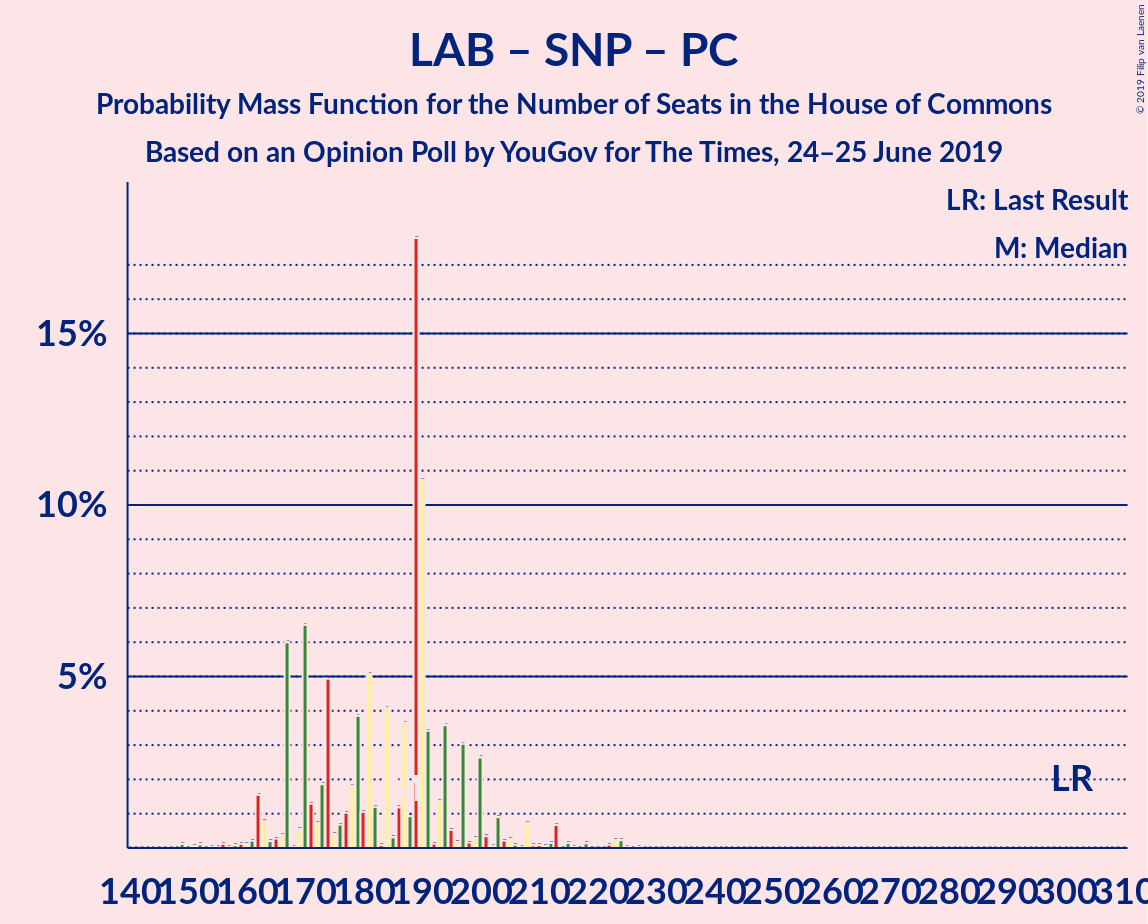 LAB – SNP – PC
Probability Mass Function for the Number of Seats in the House of Commons
Based on an Opinion Poll by YouGov for The Times, 24–25 June 2019
© 2019 Filip van Laenen
LR: Last Result
M: Median
15%
10%
5%
LR
140 150 160 170 180 190 200 210 220 230 240 250 260 270 280 290 300 310